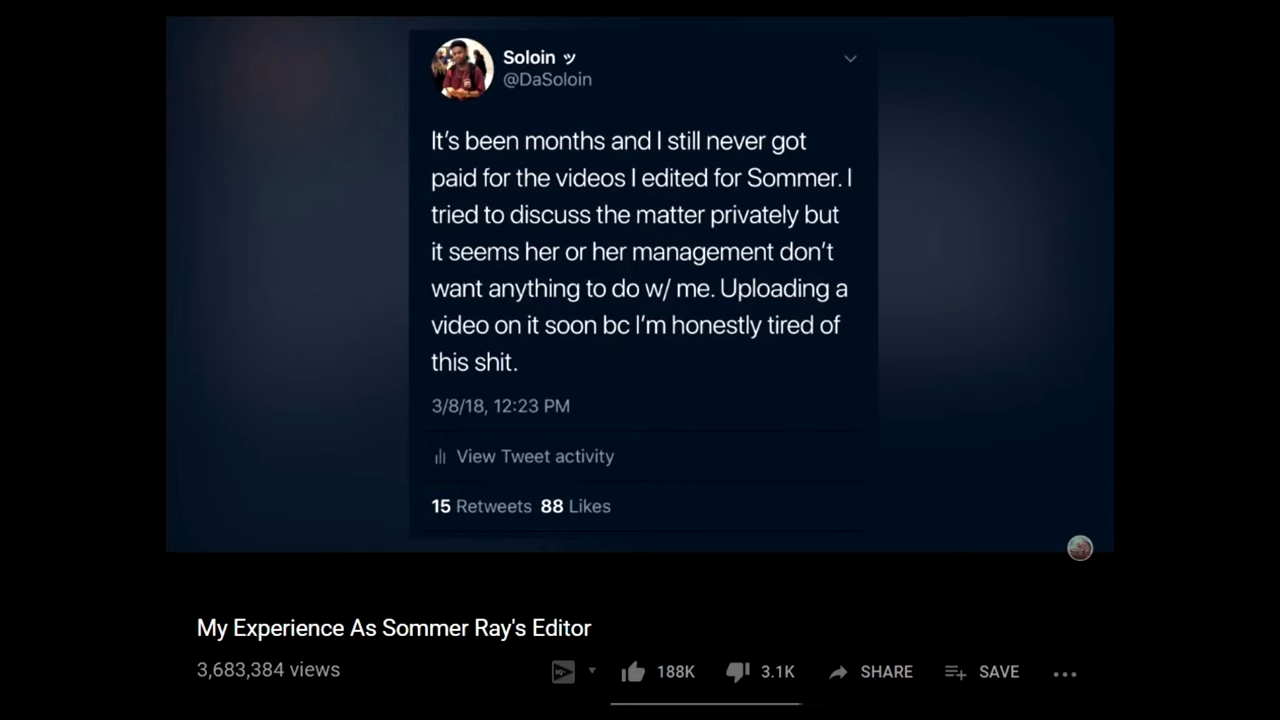 Soloin ツ
@DaSoloin
It's been months and I still never got
paid for the videos I edited for Sommer. I
tried to discuss the matter privately but
it seems her or her management don't
want anything to do w/ me. Uploading a
video on it soon bc I'm honestly tired of
this shit.
3/8/18, 12:23 PM
View Tweet activity
15 Retweets 88 Likes
My Experience As Sommer Ray's Editor
3,683,384 views
188K
3.1K
SHARE
SAVE